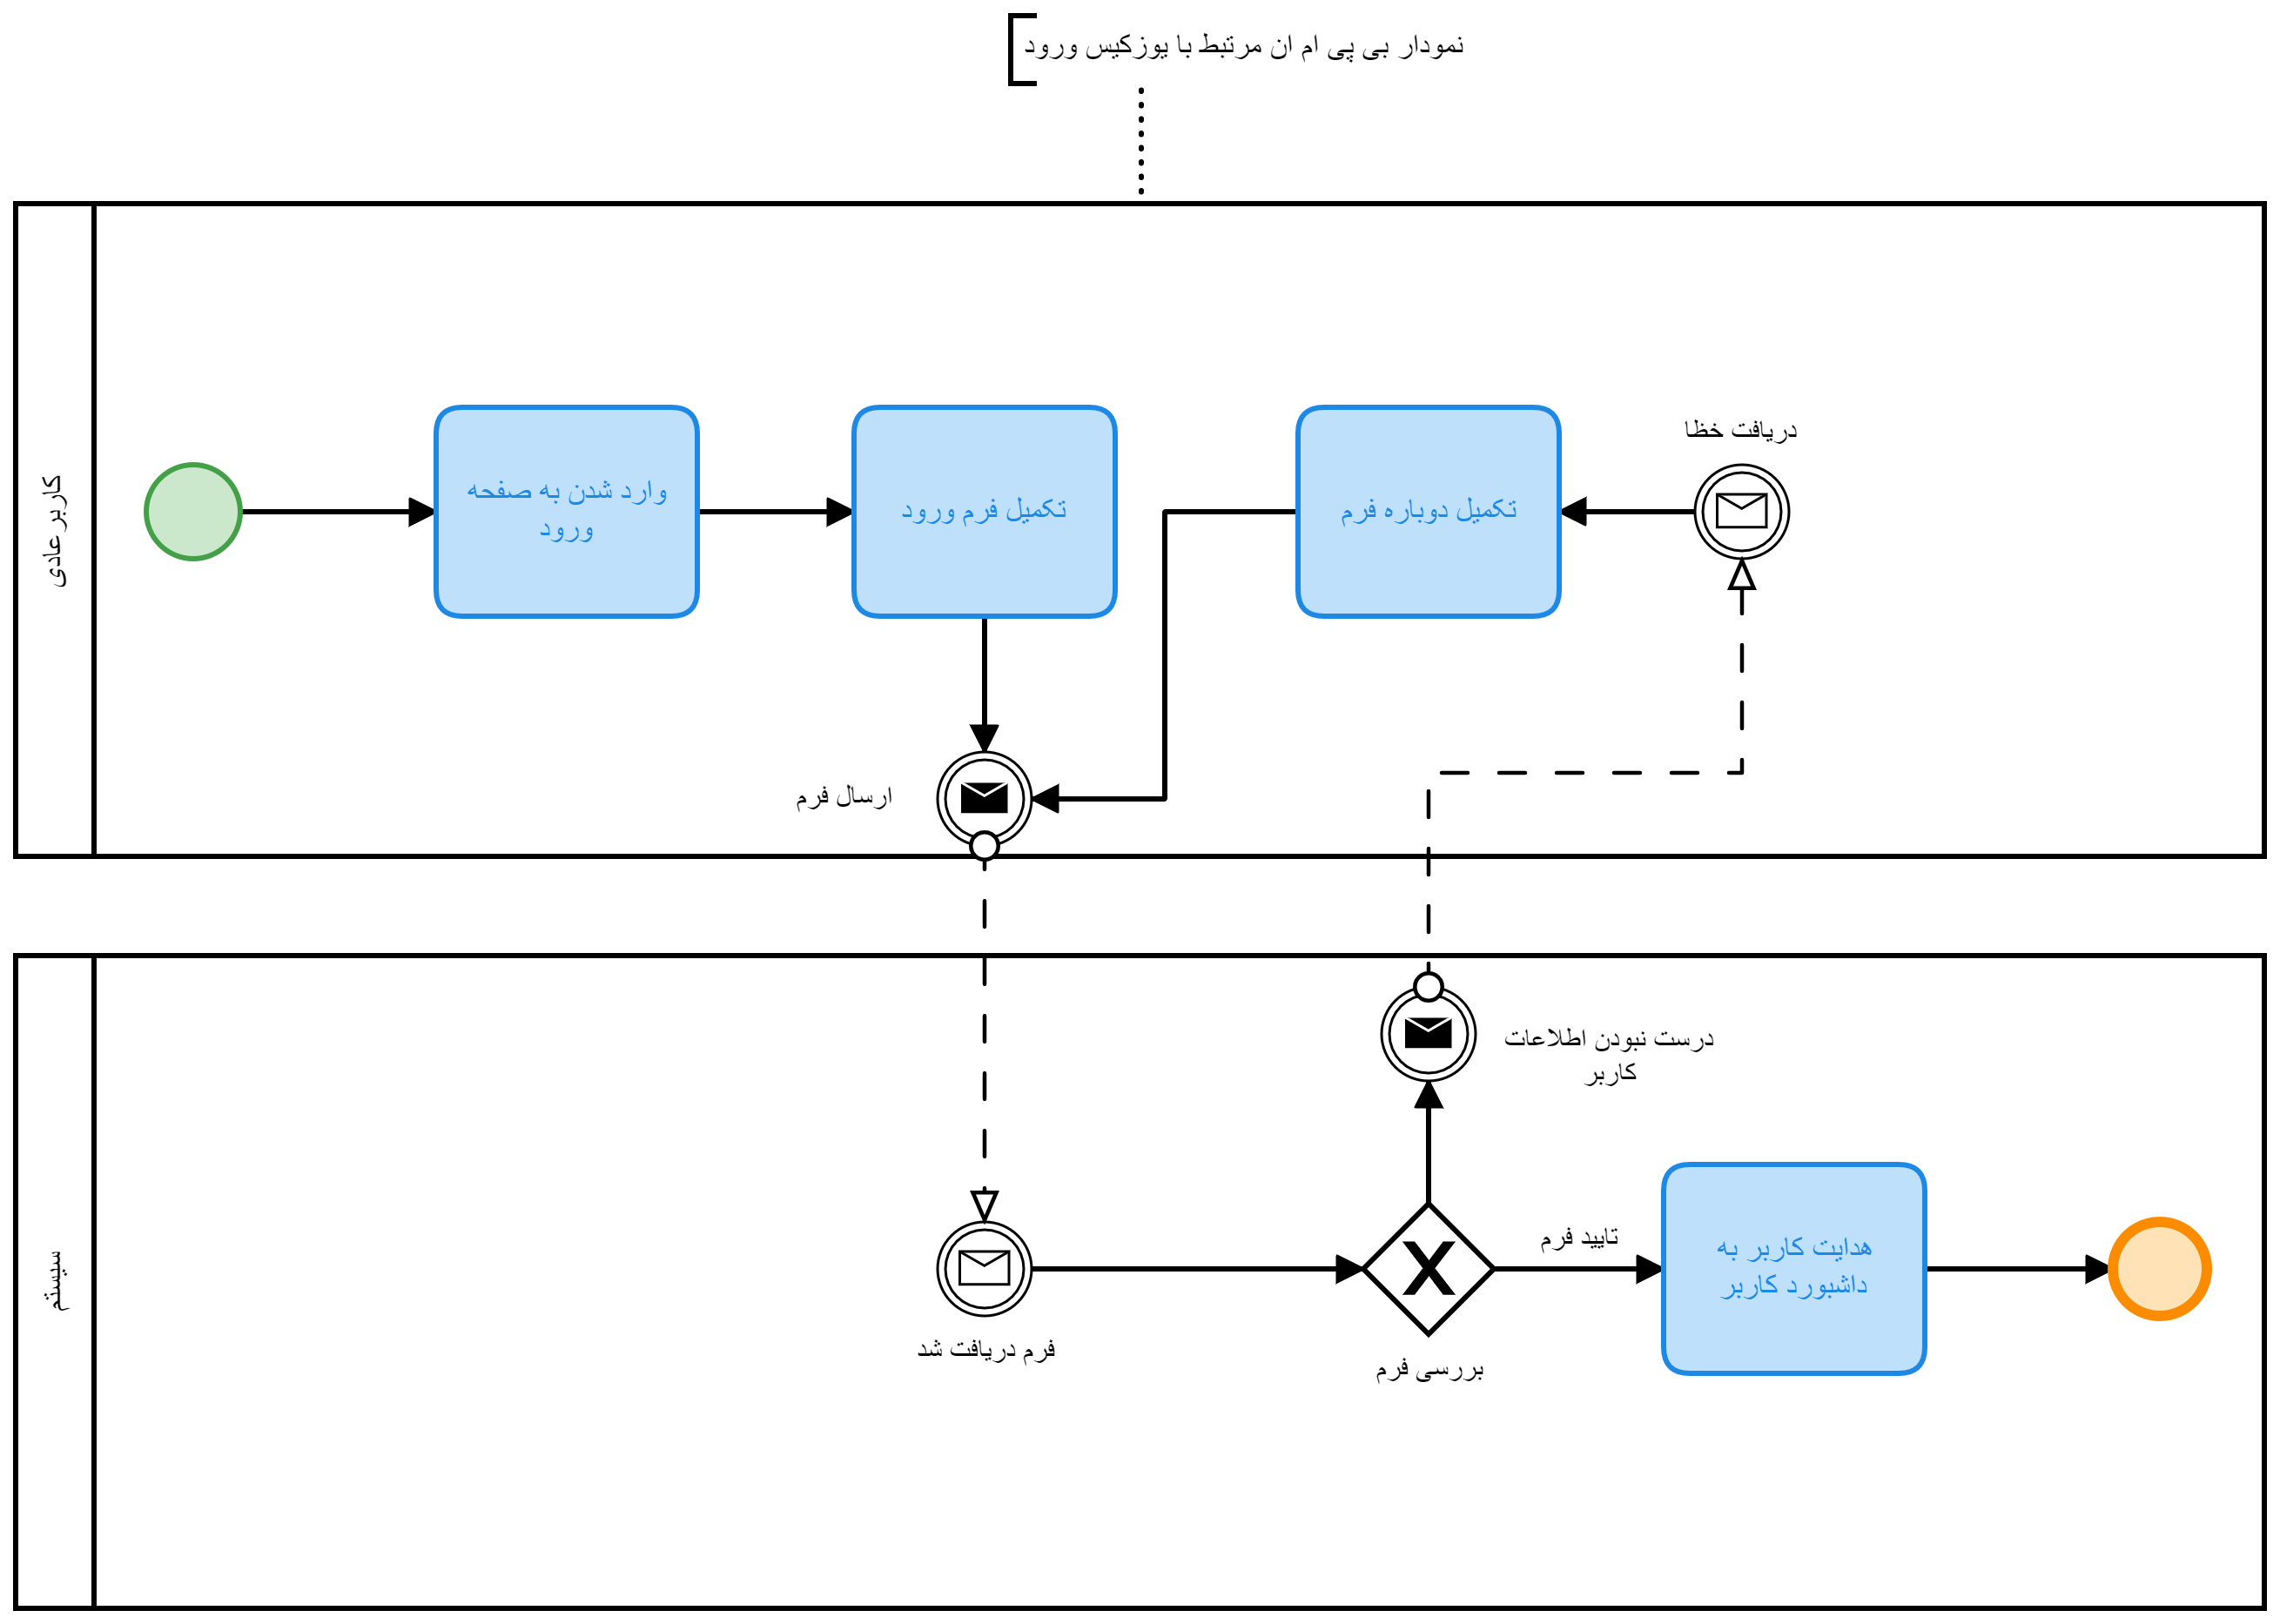 نمودار بی پی ام ان مرتبط با یوزکیس ورود
کاربر عادی
وارد شدن به صفحه
ورود
تکمیل فرم ورود
تکمیل دوباره فرم
دریافت خظا
ارسال فرم
سیستم
درست نبودن اطلاعات
کاربر
تایید فرم
هدایت کاربر به
داشبورد کاربر
فرم دریافت شد
بررسی فرم